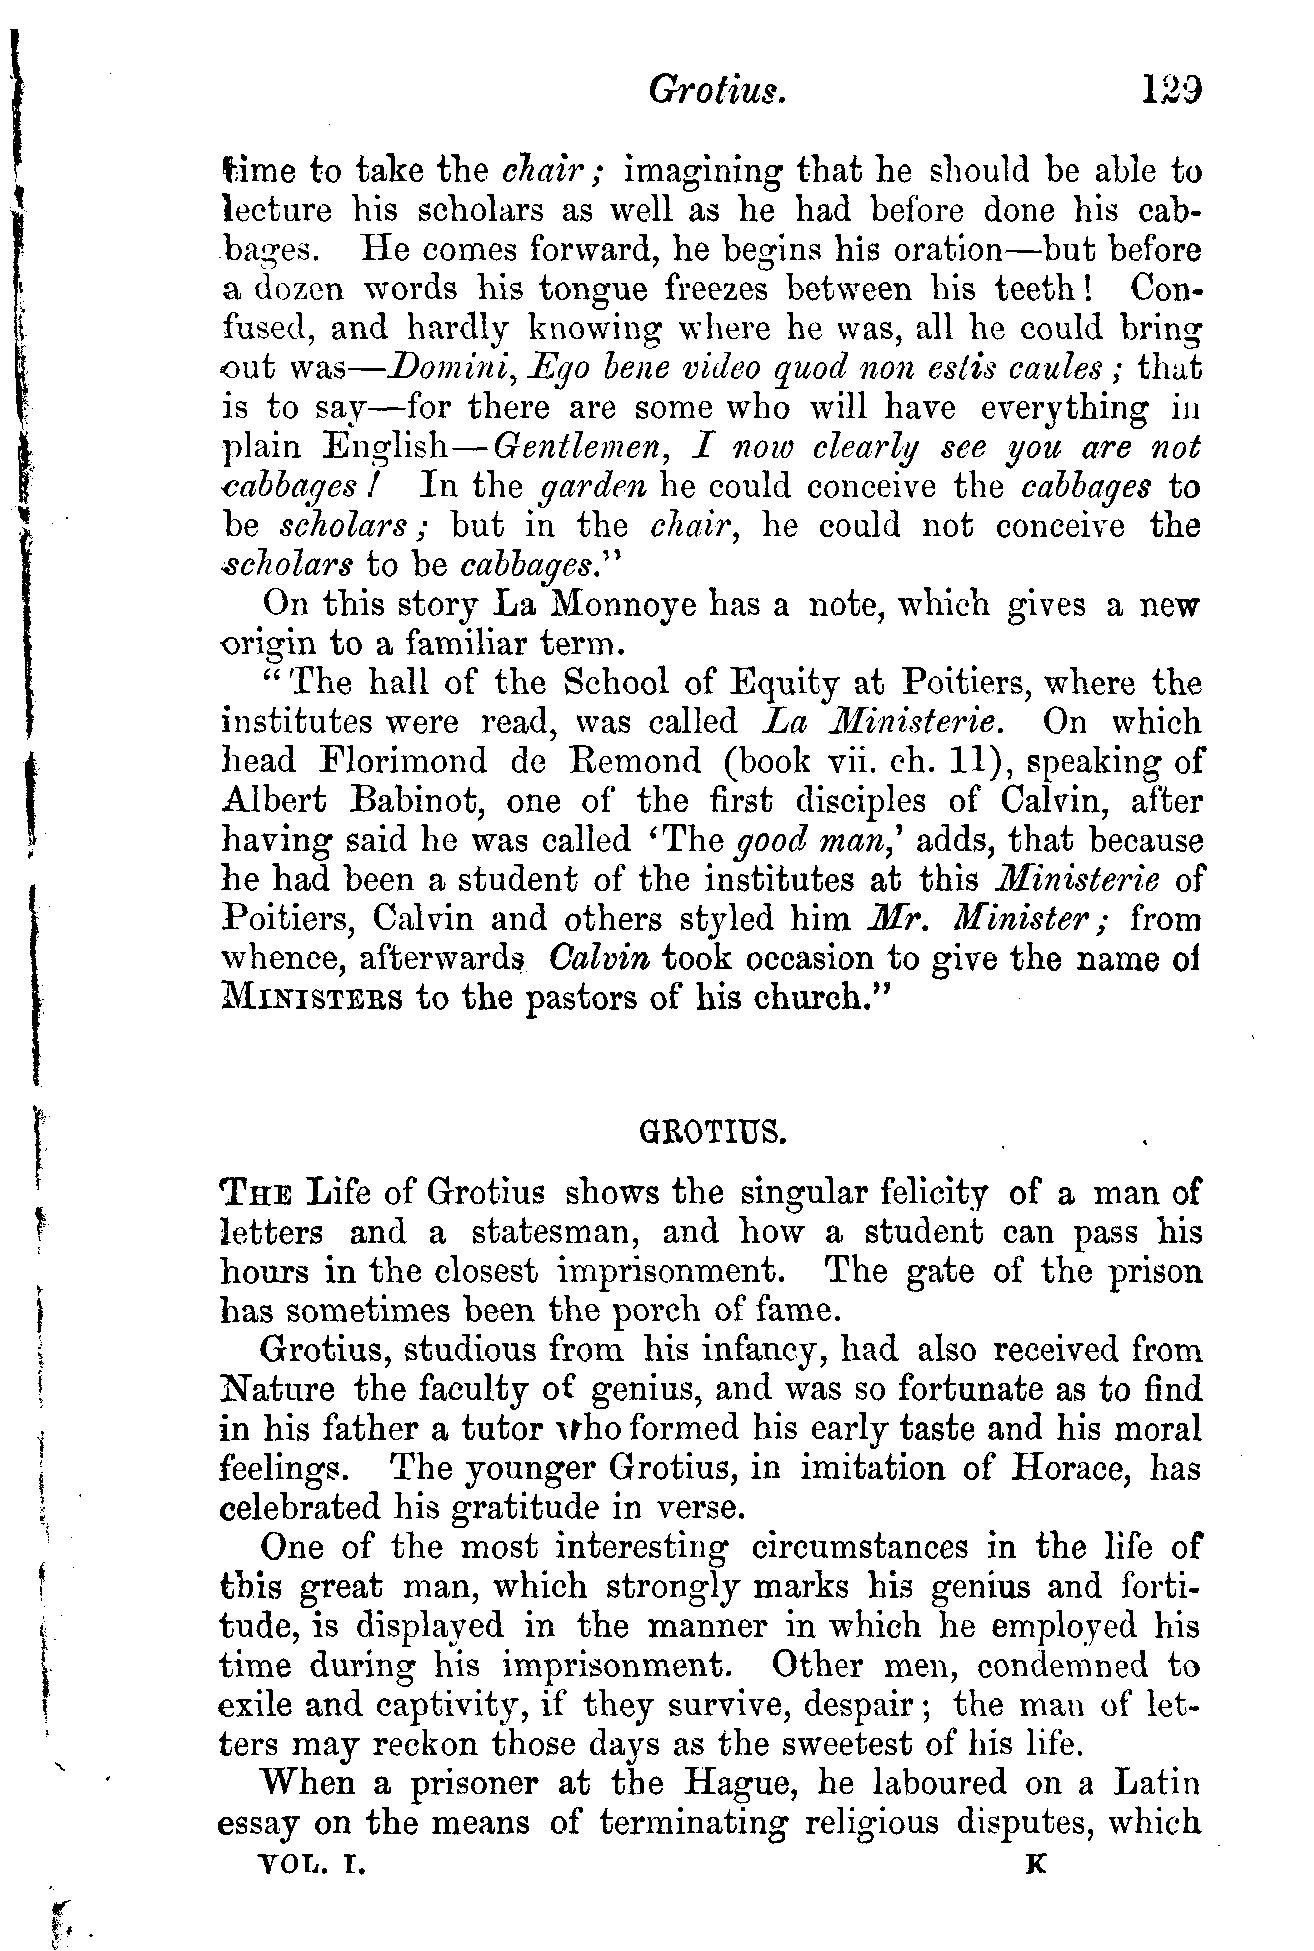 Grotius. 129
time to take the chair; imagining that he should be able to
lecture his scholars as well as he had before done his cab-
bages. He comes forward, he begins his oration—but before
a dozen words his tongue freezes between his teeth! Con-
fused, and hardly knowing where he was, all he could bring
out was—Domini, Ego bene video quod non estis caules; that
is to say—for there are some who will have everything in
plain English—Gentlemen, I now clearly see you are not
cabbages! In the garden he could conceive the cabbages to
be scholars; but in the chair, he could not conceive the
scholars to be cabbages."
On this story La Monnoye has a note, which gives a new
origin to a familiar term.
"The hall of the School of Equity at Poitiers, where the
institutes were read, was called La Ministerie. On which
head Florimond de Remond (book vii. ch. 11), speaking of
Albert Babinot, one of the first disciples of Calvin, after
having said he was called 'The good man,' adds, that because
he had been a student of the institutes at this Ministerie of
Poitiers, Calvin and others styled him Mr. Minister; from
whence, afterwards Calvin took occasion to give the name of
MINISTERS to the pastors of his church."
GROTIUS.
THE Life of Grotius shows the singular felicity of a man of
letters and a statesman, and how a student can pass his
hours in the closest imprisonment. The gate of the prison
has sometimes been the porch of fame.
Grotius, studious from his infancy, had also received from
Nature the faculty of genius, and was so fortunate as to find
in his father a tutor who formed his early taste and his moral
feelings. The younger Grotius, in imitation of Horace, has
celebrated his gratitude in verse.
One of the most interesting circumstances in the life of
this great man, which strongly marks his genius and forti-
tude, is displayed in the manner in which he employed his
time during his imprisonment. Other men, condemned to
exile and captivity, if they survive, despair; the man of let-
ters may reckon those days as the sweetest of his life.
When a prisoner at the Hague, he laboured on a Latin
essay on the means of terminating religious disputes, which
VOL. I. K